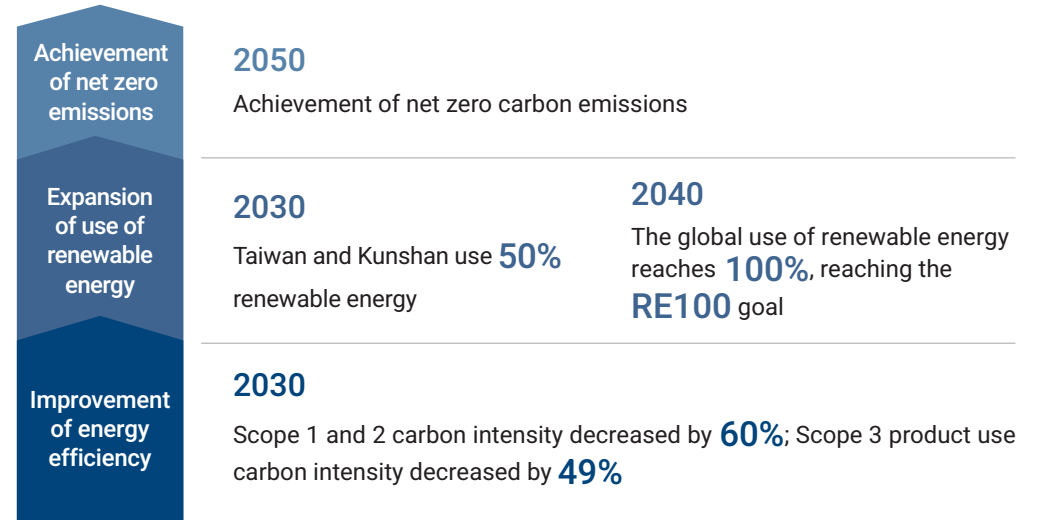 Achievement
of net zero
emissions
2050
Achievement of net zero carbon emissions
Expansion
of use of
renewable
energy
2030
Taiwan and Kunshan use 50%
renewable energy
2040
The global use of renewable energy
reaches 100%, reaching the
RE100 goal
Improvement
of energy
efficiency
2030
Scope 1 and 2 carbon intensity decreased by 60%; Scope 3 product use
carbon intensity decreased by 49%